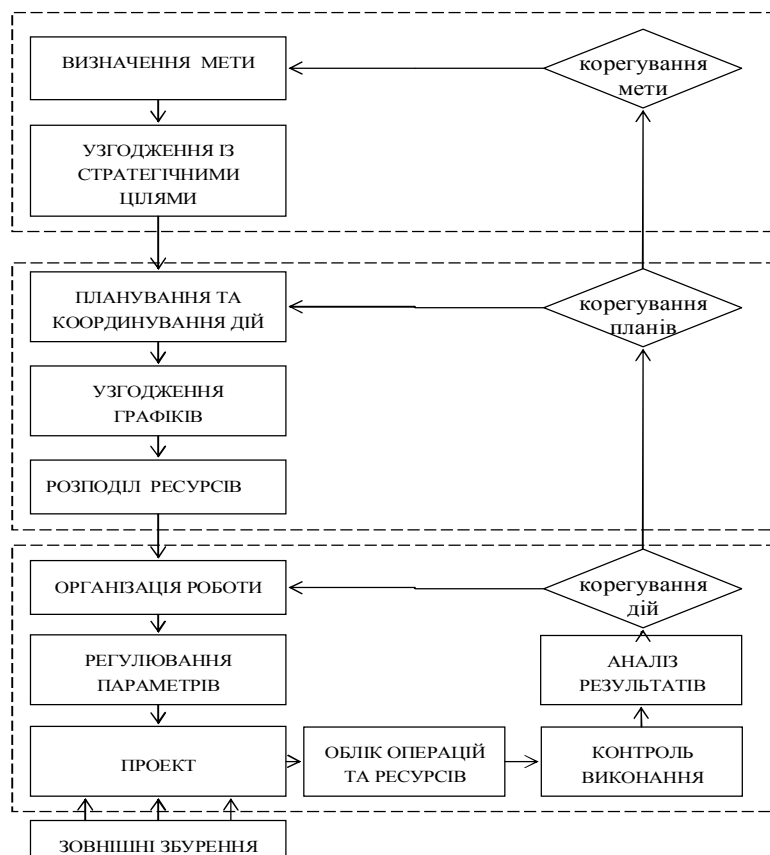 ВИЗНАЧЕННЯ МЕТИ
корегування
мети
УЗГОДЖЕННЯ ІЗ
СТРАТЕГІЧНИМИ
ЦІЛЯМИ
ПЛАНУВАННЯ ТА
КООРДИНУВАННЯ ДІЙ
корегування
планів
УЗГОДЖЕННЯ
ГРАФІКІВ
РОЗПОДІЛ РЕСУРСІВ
ОРГАНІЗАЦІЯ РОБОТИ
корегування
дій
РЕГУЛЮВАННЯ
ПАРАМЕТРІВ
АНАЛІЗ
РЕЗУЛЬТАТІВ
ПРОЕКТ
ОБЛІК ОПЕРАЦІЙ
ТА РЕСУРСІВ
КОНТРОЛЬ
ВИКОНАННЯ
ЗОВНІШНІ ЗБУРЕННЯ